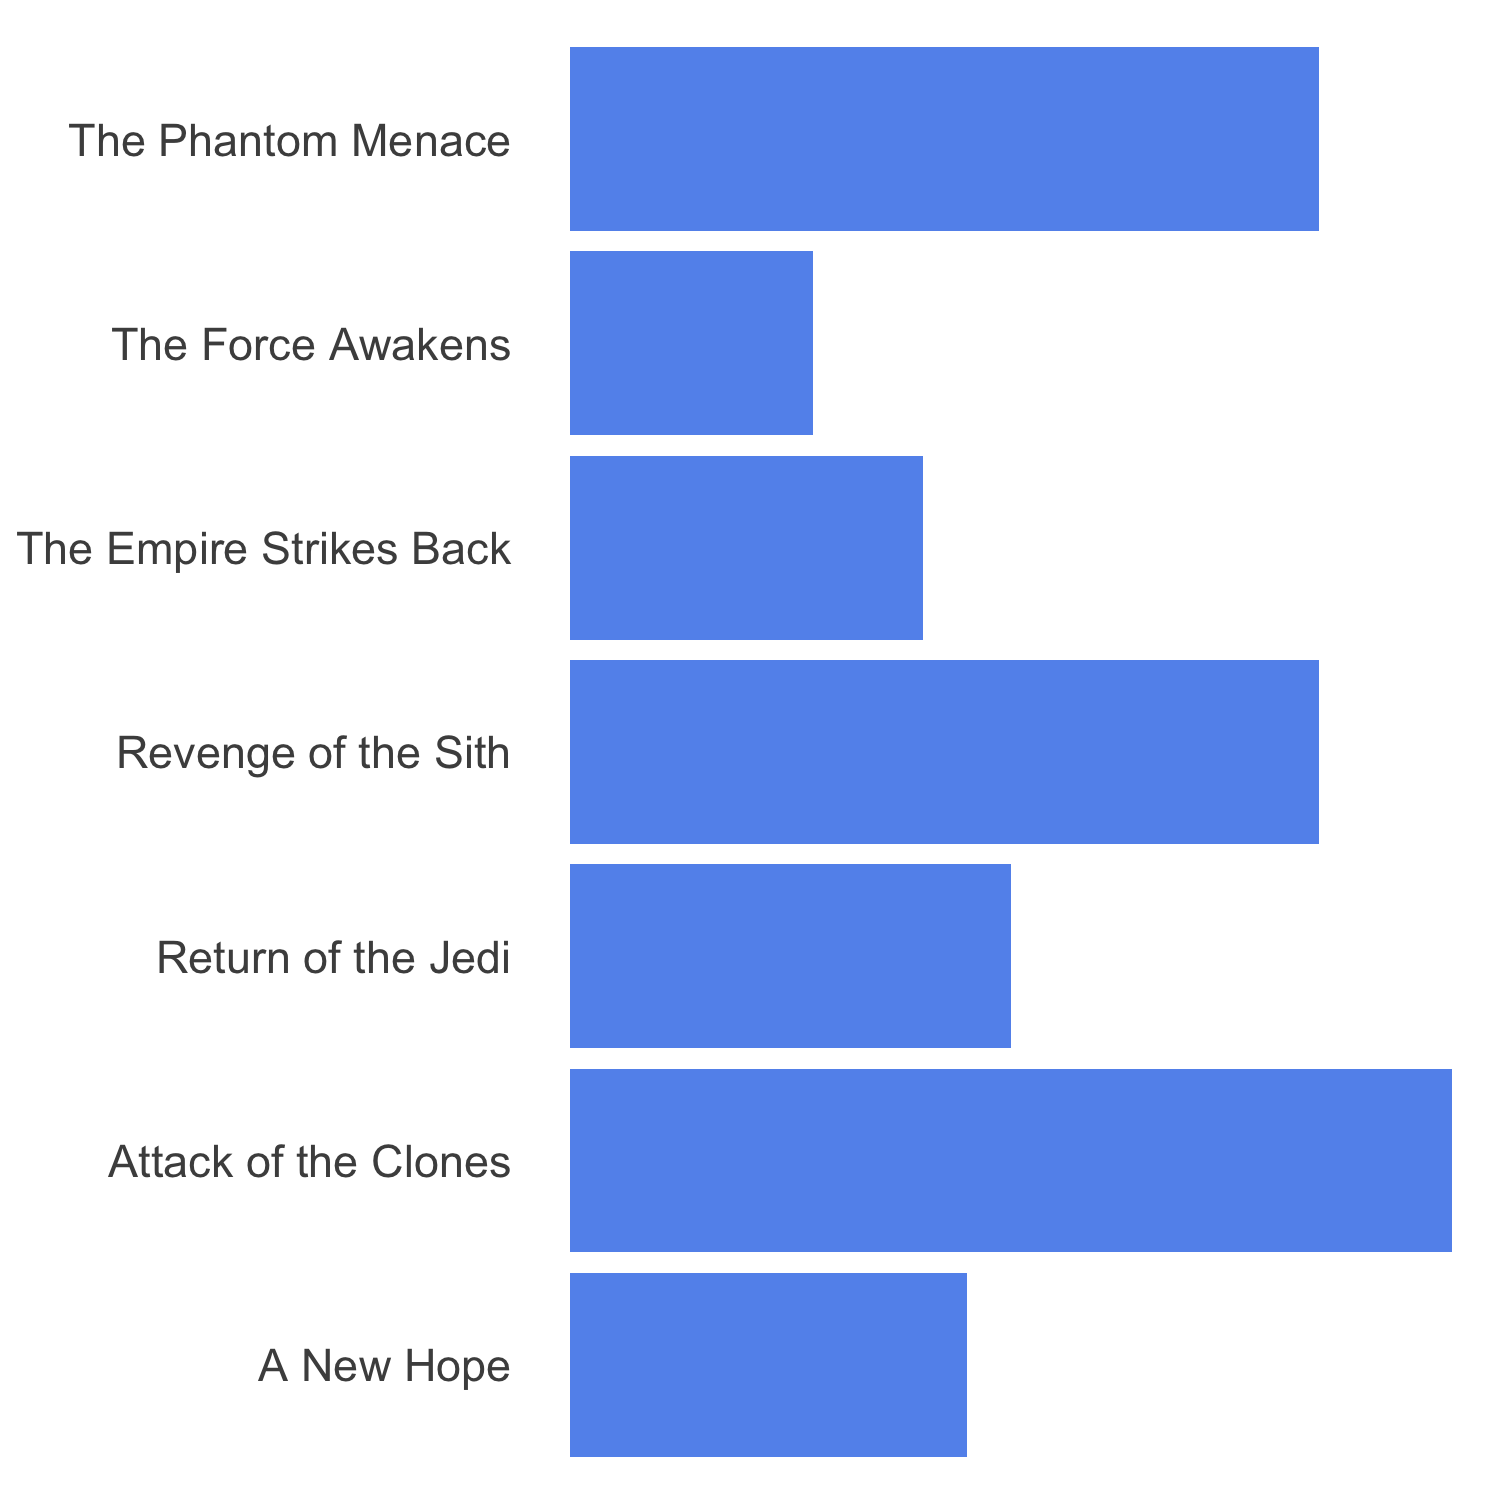 The Phantom Menace
The Force Awakens
The Empire Strikes Back
Revenge of the Sith
Return of the Jedi
Attack of the Clones
A New Hope